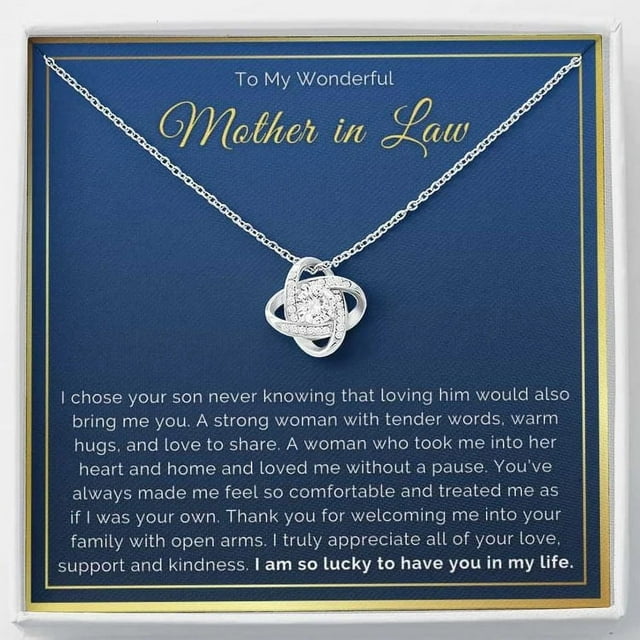 To My Wonderful
Mother in Law
I chose your son never knowing that loving him would also
bring me you. A strong woman with tender words, warm
hugs, and love to share. A woman who took me into her
heart and home and loved me without a pause. You've
always made me feel so comfortable and treated me as
if I was your own. Thank you for welcoming me into your
family with open arms. I truly appreciate all of your love,
support and kindness. I am so lucky to have you in my life.